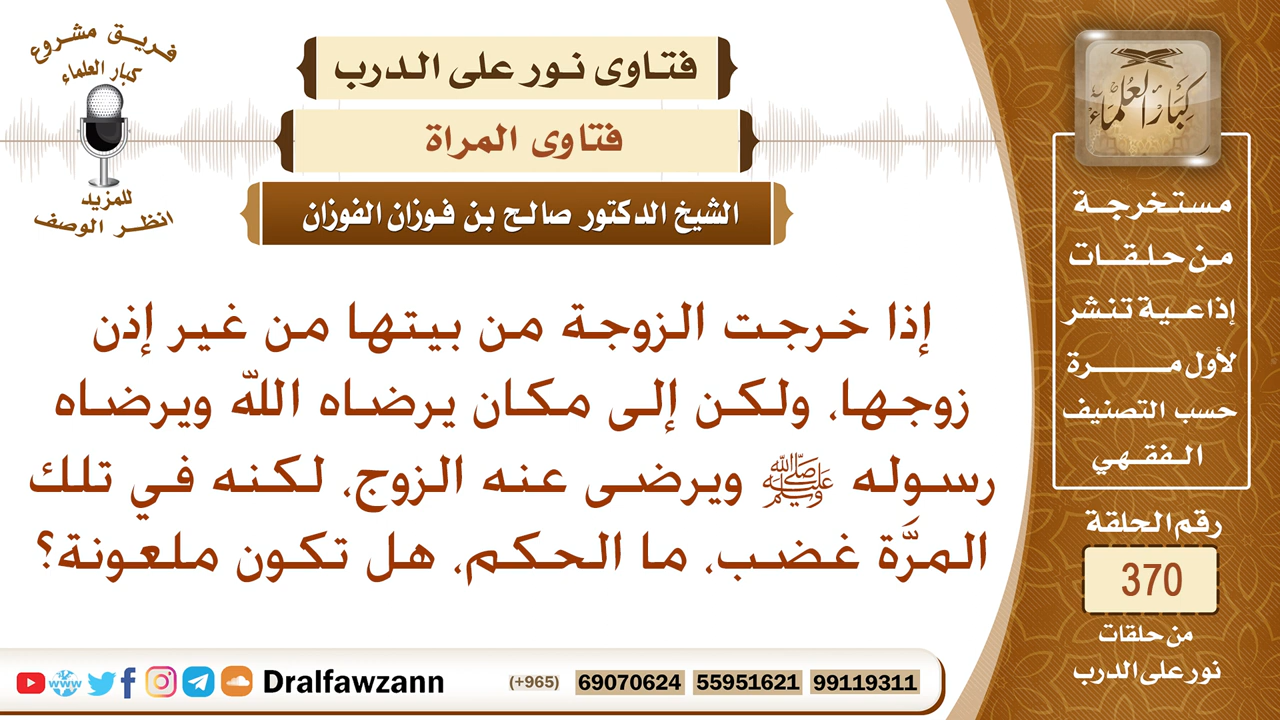 فريق مشروع
كبار العلماء
للمزيد
انظر الوصف
فتاوى نور على الدرب
فتاوى المراة
الشيخ الدكتور صالح بن فوزان الفوزان
إذا خرجت الزوجة من بيتها من غير إذن
زوجها، ولكن إلى مكان يرضاه الله ويرضاه
رسوله ﷺ ويرضى عنه الزوج، لكنه في تلك
المرَّة غضب، ما الحكم، هل تكون ملعونة؟
كبار العلماء
مستخرجة
من حلقات
إذاعية تنشر
لأول مرة
حسب التصنيف
الفقهي
رقم الحلقة
370
من حلقات
نور على الدرب
www
Dralfawzann (+965) 69070624 55951621 99119311